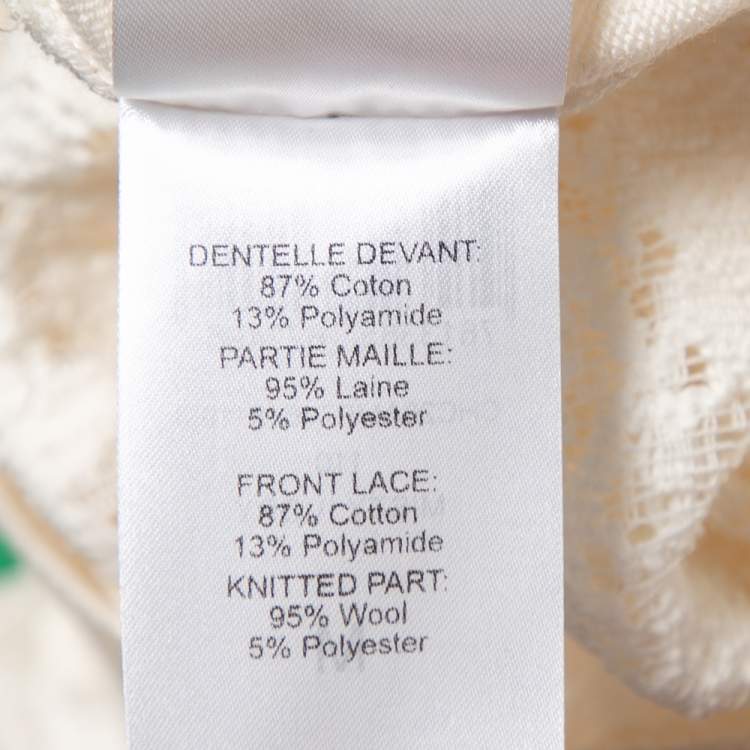 DENTELLE DEVANT:
87% Coton
13% Polyamide
PARTIE MAILLE:
95% Laine
5% Polyester
FRONT LACE:
87% Cotton
13% Polyamide
KNITTED PART:
95% Wool
5% Polyester